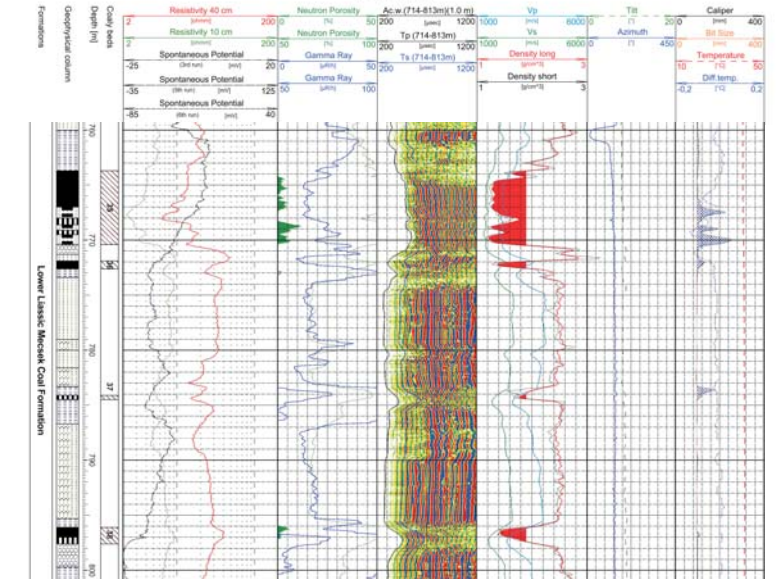 Formations
Geophysical column
Depth [m]
Coaly beds
Resistivity 40 cm
2 [ohmm] 200
Resistivity 10 cm
2 [ohmm] 200
Spontaneous Potential
-25 (3rd run) [mV] 20
Spontaneous Potential
-35 (5th run) [mV] 125
Spontaneous Potential
-85 (6th run) [mV] 40
Neutron Porosity
0 [%] 50
Neutron Porosity
50 [%] 100
Gamma Ray
0 [µR/h] 50
Gamma Ray
50 [µR/h] 100
Ac.w.(714-813m)(1.0 m)
200 [µsec] 1200
Tp (714-813m)
200 [µsec] 1200
Ts (714-813m)
200 [µsec] 1200
Vp
1000 [m/s] 8000
Vs
1000 [m/s] 6000
Density long
1 [g/cm^3] 3
Density short
1 [g/cm^3] 3
Tilt
0 [°] 20
Azimuth
0 [°] 450
Caliper
0 [mm] 400
Bit Size
0 [mm] 400
Temperature
10 [°C] 50
Diff.temp.
-0.2 [°C] 0.2
Lower Liassic Mecsek Coal Formation
760
770
780
790
800
35
36
37
38